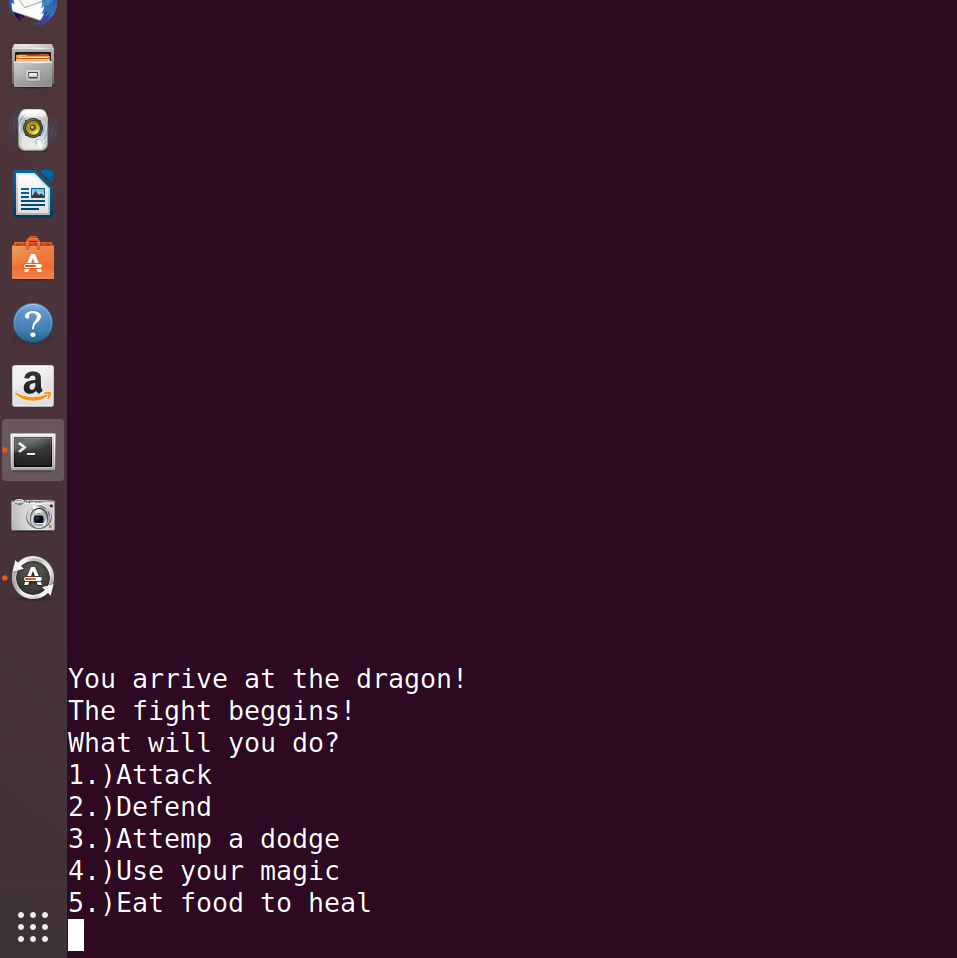 You arrive at the dragon!
The fight beggins!
What will you do?
1.)Attack
2.)Defend
3.)Attemp a dodge
4.)Use your magic
5.)Eat food to heal